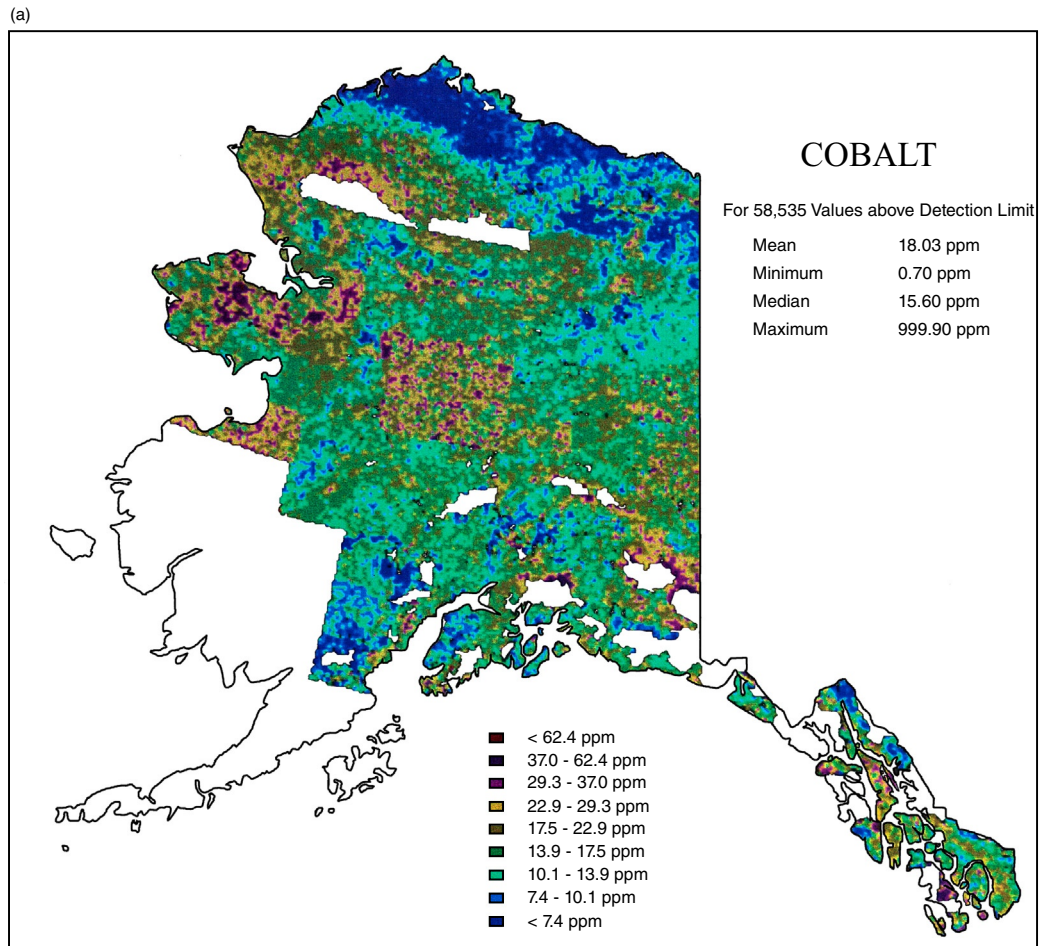 (a)
COBALT
For 58,535 Values above Detection Limit
Mean 18.03 ppm
Minimum 0.70 ppm
Median 15.60 ppm
Maximum 999.90 ppm
< 62.4 ppm
37.0 - 62.4 ppm
29.3 - 37.0 ppm
22.9 - 29.3 ppm
17.5 - 22.9 ppm
13.9 - 17.5 ppm
10.1 - 13.9 ppm
7.4 - 10.1 ppm
< 7.4 ppm